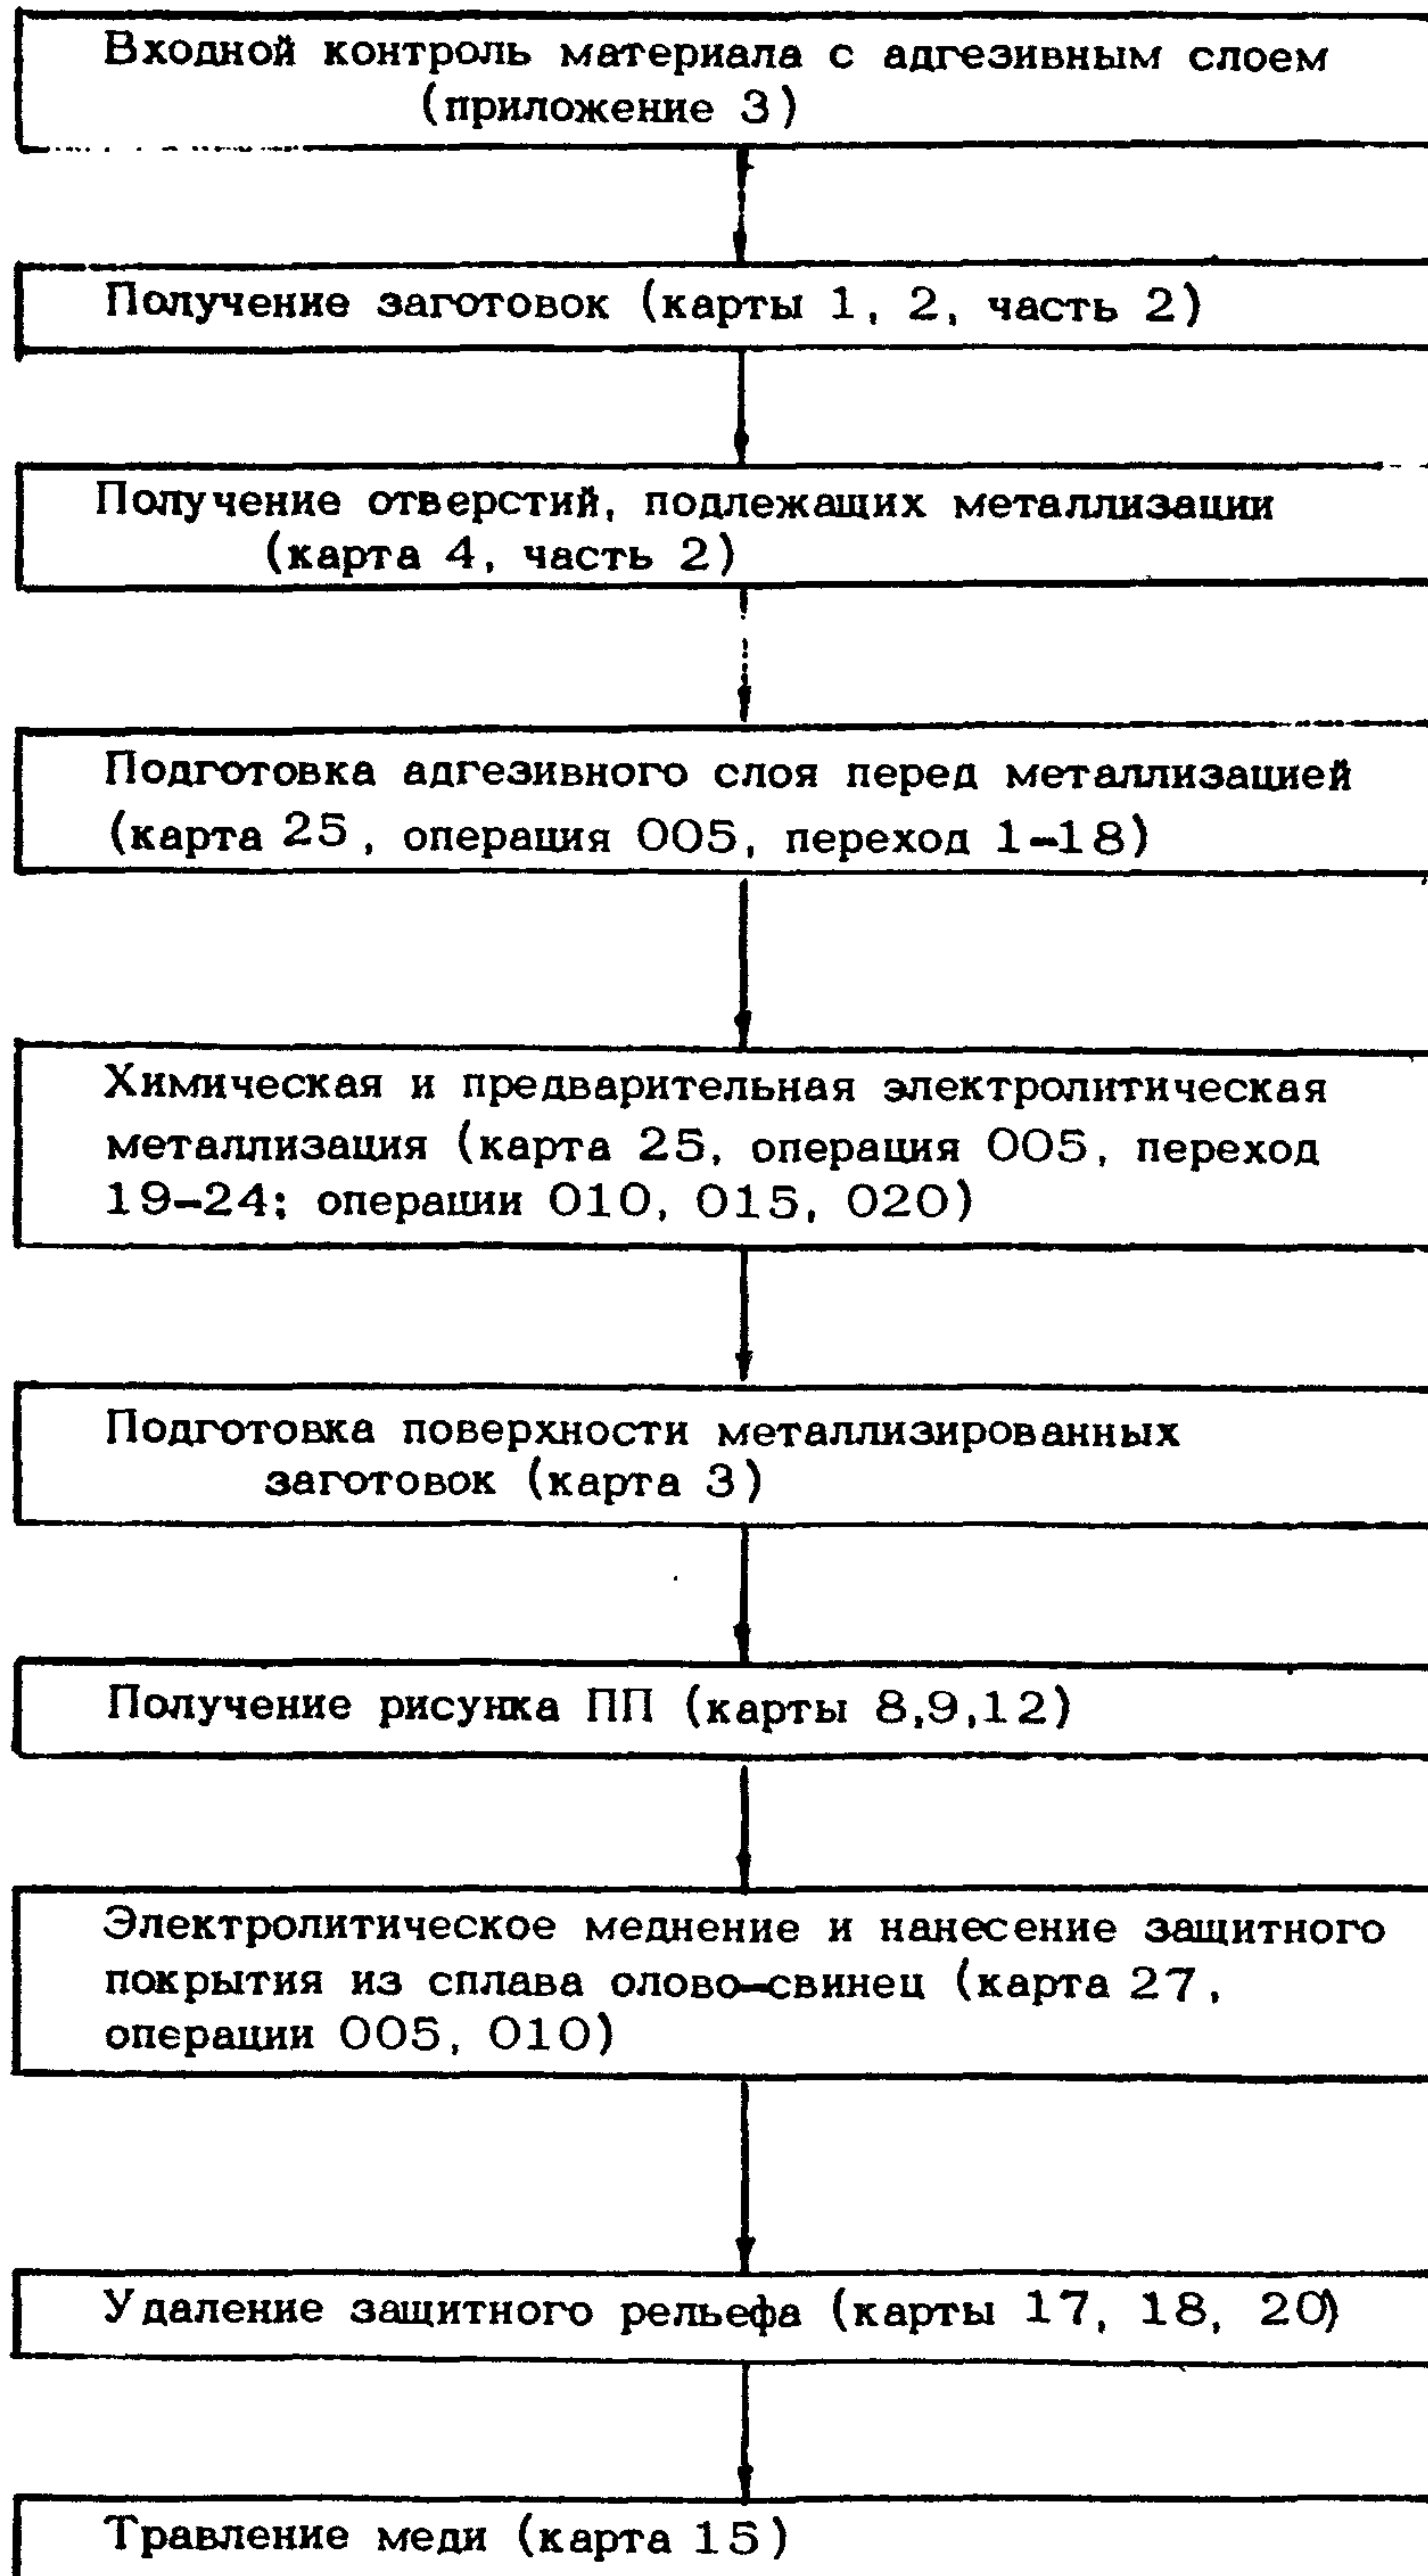 Входной контроль материала с адгезивным слоем
(приложение 3)
Получение заготовок (карты 1, 2, часть 2)
Получение отверстий, подлежащих металлизации
(карта 4, часть 2)
Подготовка адгезивного слоя перед металлизацией
(карта 25, операция 005, переход 1-18)
Химическая и предварительная электролитическая
металлизация (карта 25, операция 005, переход
19-24; операции 010, 015, 020)
Подготовка поверхности металлизированных
заготовок (карта 3)
Получение рисунка ПП (карты 8,9,12)
Электролитическое меднение и нанесение защитного
покрытия из сплава олово-свинец (карта 27,
операции 005, 010)
Удаление защитного рельефа (карты 17, 18, 20)
Травление меди (карта 15)